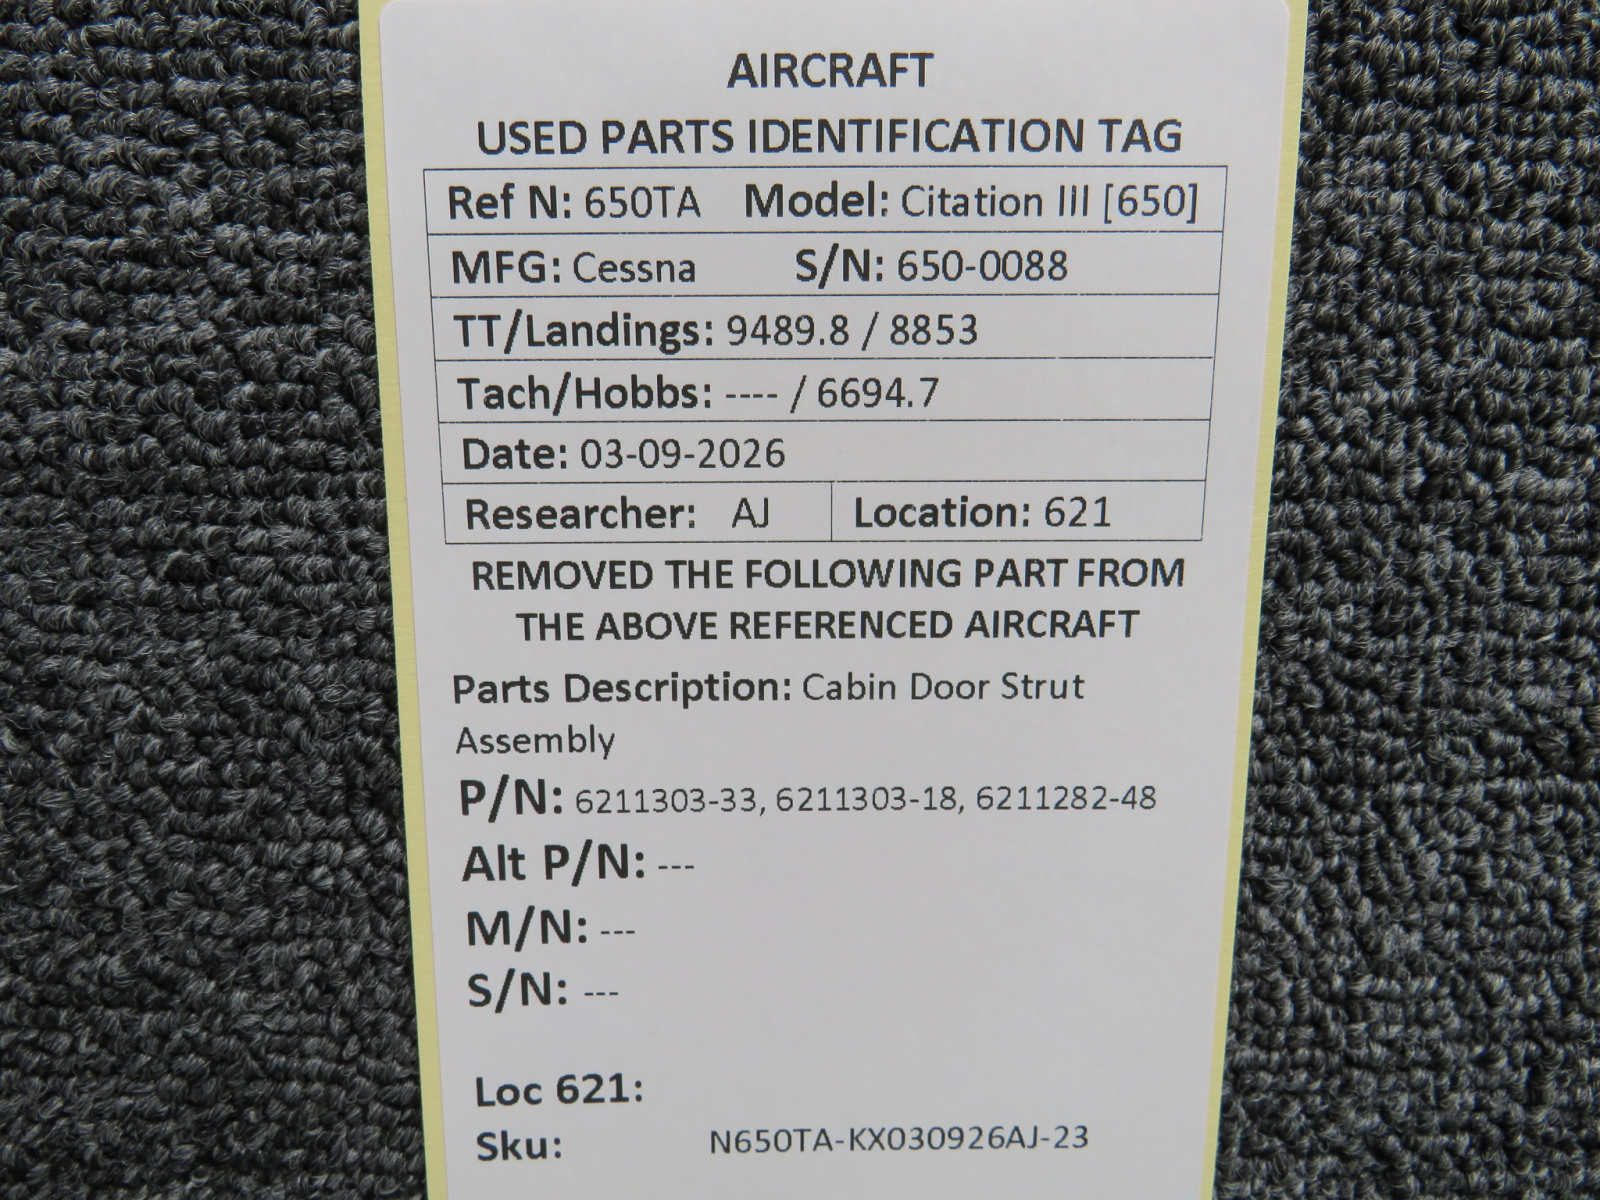 AIRCRAFT
USED PARTS IDENTIFICATION TAG
Ref N: 650TA Model: Citation III [650]
MFG: Cessna S/N: 650-0088
TT/Landings: 9489.8 / 8853
Tach/Hobbs: ---- / 6694.7
Date: 03-09-2026
Researcher: AJ Location: 621
REMOVED THE FOLLOWING PART FROM
THE ABOVE REFERENCED AIRCRAFT
Parts Description: Cabin Door Strut
Assembly
P/N: 6211303-33, 6211303-18, 6211282-48
Alt P/N: ---
M/N: ---
S/N: ---
Loc 621:
Sku: N650TA-KX030926AJ-23